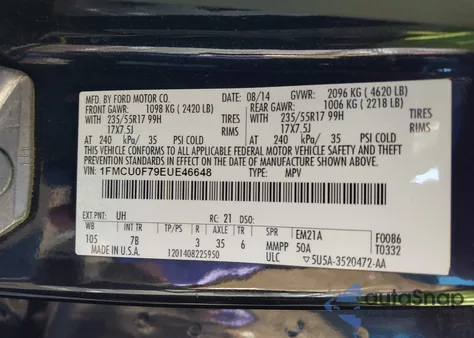 MFD. BY FORD MOTOR CO.
DATE: 08/14 GVWR: 2096 KG ( 4620 LB)
FRONT GAWR: 1098 KG ( 2420 LB) REAR GAWR: 1006 KG ( 2218 LB)
WITH 235/55R17 99H TIRES WITH 235/55R17 99H TIRES
17X7.5J RIMS 17X7.5J RIMS
AT 240 kPa/ 35 PSI COLD AT 240 kPa/ 35 PSI COLD
THIS VEHICLE CONFORMS TO ALL APPLICABLE FEDERAL MOTOR VEHICLE SAFETY
AND THEFT PREVENTION STANDARDS IN EFFECT ON THE DATE OF MANUFACTURE SHOWN ABOVE.
VIN: 1FMCU0F79EUE46648 TYPE: MPV
EXT PNT: UH RC: 21 DSO:
WB INT TR TP/PS R AXLE TR SPR EM21A F0086
105 7B 3 35 6 MMPP 50A T0332
MADE IN U.S.A. 1201408225950 ULC 5U5A-3520472-AA
autoSnap